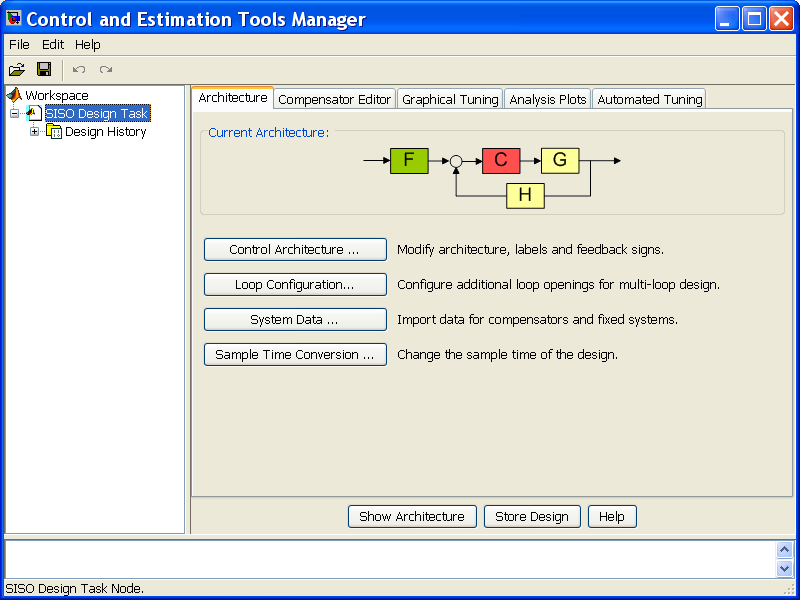 Control and Estimation Tools Manager
File Edit Help
Workspace
SISO Design Task
Design History
Architecture Compensator Editor Graphical Tuning Analysis Plots Automated Tuning
Current Architecture:
F C G
H
Control Architecture ... Modify architecture, labels and feedback signs.
Loop Configuration... Configure additional loop openings for multi-loop design.
System Data ... Import data for compensators and fixed systems.
Sample Time Conversion ... Change the sample time of the design.
Show Architecture Store Design Help
SISO Design Task Node.